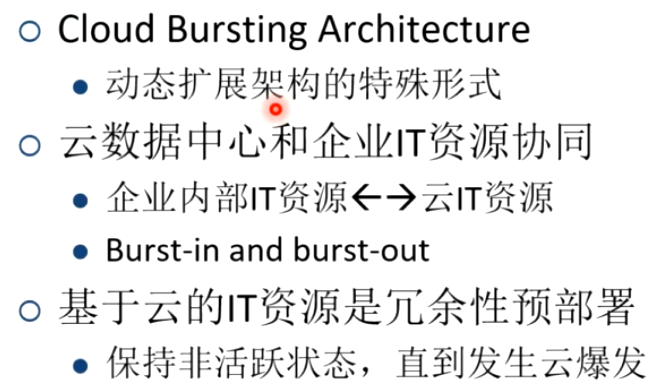 Cloud Bursting Architecture
动态扩展架构的特殊形式
云数据中心和企业IT资源协同
企业内部IT资源←→云IT资源
Burst-in and burst-out
基于云的IT资源是冗余性预部署
保持非活跃状态，直到发生云爆发